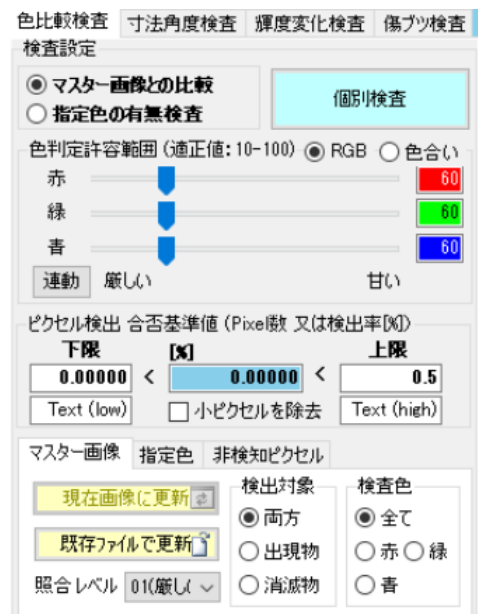 色比較検査 寸法角度検査 輝度変化検査 傷ブツ検査
検査設定
マスター画像との比較
指定色の有無検査
個別検査
色判定許容範囲 (適正値：10-100) RGB 色合い
赤 60
緑 60
青 60
連動 厳しい 甘い
ピクセル検出 合否基準値 (Pixel数 又は検出率[%])
下限 [%] 上限
0.00000 < 0.00000 < 0.5
Text (low) 小ピクセルを除去 Text (high)
マスター画像 指定色 非検知ピクセル
現在画像に更新
既存ファイルで更新
照合レベル 01(厳し
検出対象
両方
出現物
消滅物
検査色
全て
赤 緑
青